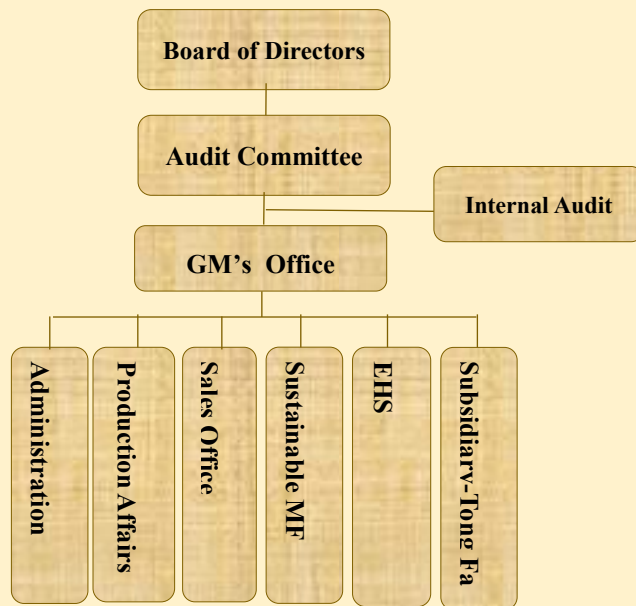 Board of Directors
Audit Committee
Internal Audit
GM's Office
Administration
Production Affairs
Sales Office
Sustainable MF
EHS
Subsidiary-Tong Fa